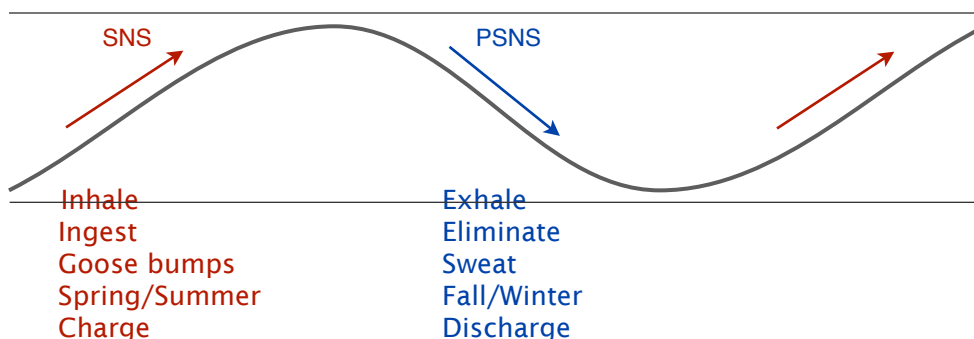 SNS
PSNS
Inhale
Ingest
Goose bumps
Spring/Summer
Charge
Exhale
Eliminate
Sweat
Fall/Winter
Discharge